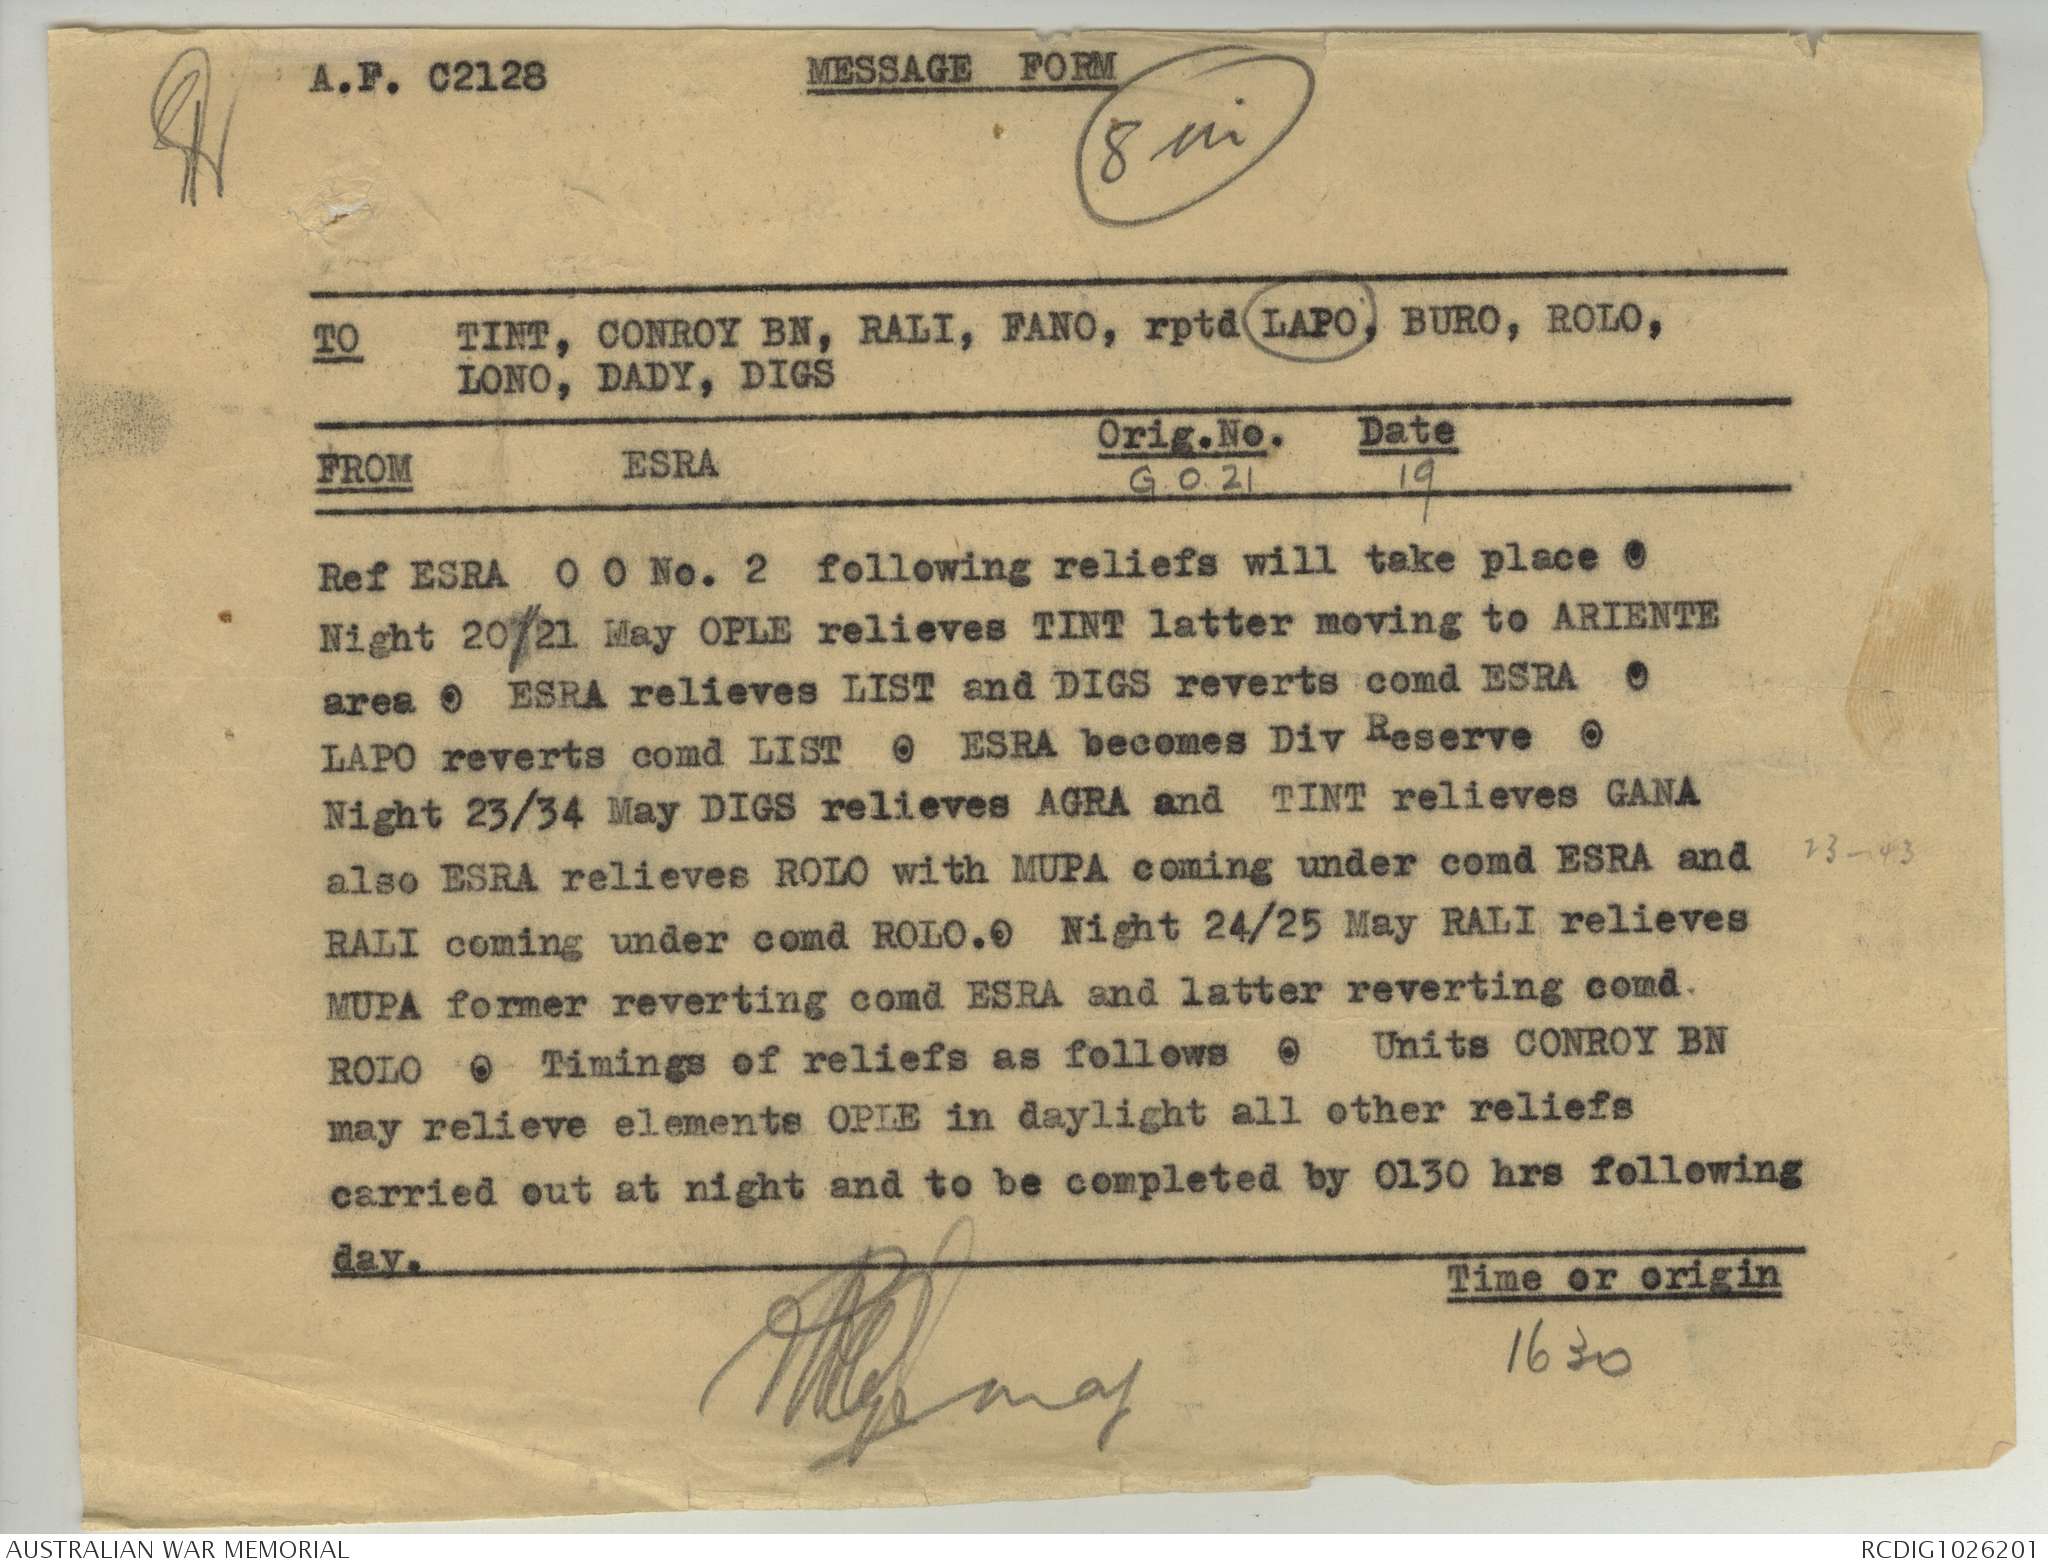 A.F. C2128 MESSAGE FORM
8 iii
TO TINT, CONROY BN, RALI, FANO, rptd LAPO, BURO, ROLO,
LONO, DADY, DIGS
Orig.No. Date
FROM ESRA G O 21 19
Ref ESRA O O No. 2 following reliefs will take place ⊙
Night 20/21 May OPLE relieves TINT latter moving to ARIENTE
area ⊙ ESRA relieves LIST and DIGS reverts comd ESRA ⊙
LAPO reverts comd LIST ⊙ ESRA becomes Div Reserve ⊙
Night 23/34 May DIGS relieves AGRA and TINT relieves GANA
also ESRA relieves ROLO with MUPA coming under comd ESRA and 23-43
RALI coming under comd ROLO.⊙ Night 24/25 May RALI relieves
MUPA former reverting comd ESRA and latter reverting comd.
ROLO ⊙ Timings of reliefs as follows ⊙ Units CONROY BN
may relieve elements OPLE in daylight all other reliefs
carried out at night and to be completed by 0130 hrs following
day.
Time or origin
1630
AUSTRALIAN WAR MEMORIAL RCDIG1026201